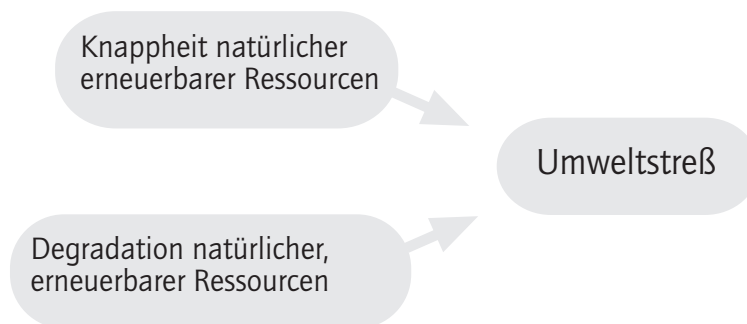 Knappheit natürlicher
erneuerbarer Ressourcen
Umweltstreß
Degradation natürlicher,
erneuerbarer Ressourcen